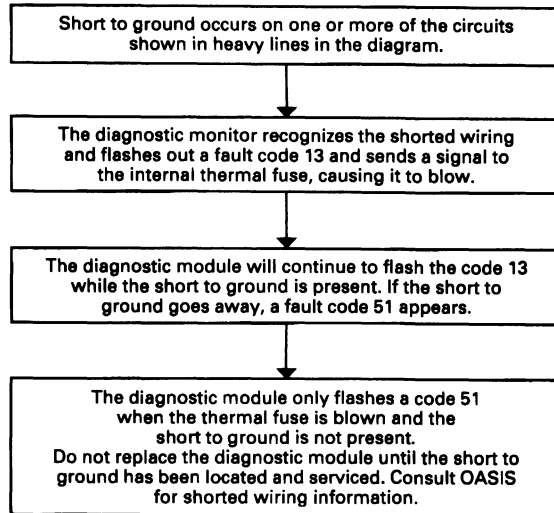 Short to ground occurs on one or more of the circuits
shown in heavy lines in the diagram.
The diagnostic monitor recognizes the shorted wiring
and flashes out a fault code 13 and sends a signal to
the internal thermal fuse, causing it to blow.
The diagnostic module will continue to flash the code 13
while the short to ground is present. If the short to
ground goes away, a fault code 51 appears.
The diagnostic module only flashes a code 51
when the thermal fuse is blown and the
short to ground is not present.
Do not replace the diagnostic module until the short to
ground has been located and serviced. Consult OASIS
for shorted wiring information.